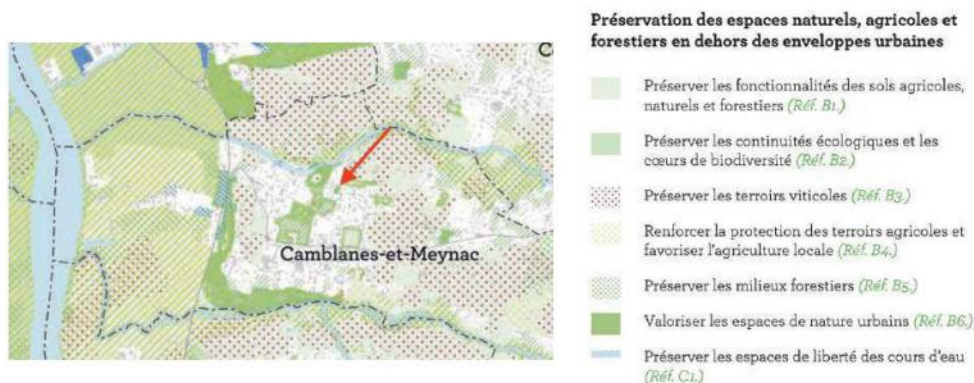 C
Camblanes-et-Meynac
Préservation des espaces naturels, agricoles et
forestiers en dehors des enveloppes urbaines
Préserver les fonctionnalités des sols agricoles,
naturels et forestiers (Réf. B1.)
Préserver les continuités écologiques et les
cœurs de biodiversité (Réf. B2.)
Préserver les terroirs viticoles (Réf. B3.)
Renforcer la protection des terroirs agricoles et
favoriser l'agriculture locale (Réf. B4.)
Préserver les milieux forestiers (Réf. B5.)
Valoriser les espaces de nature urbains (Réf. B6.)
Préserver les espaces de liberté des cours d'eau
(Réf. C1.)